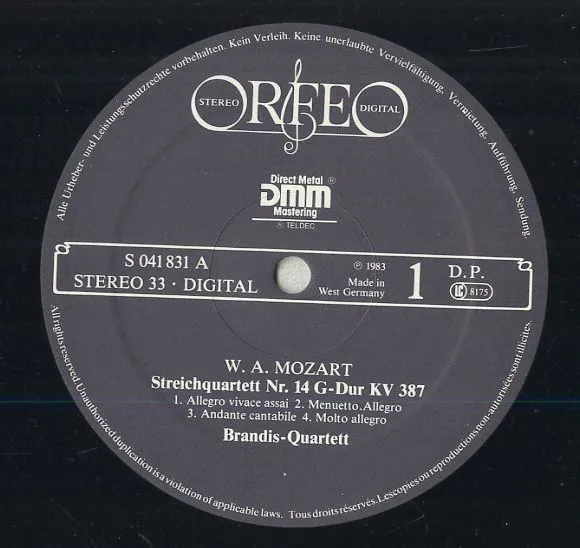 Alle Urheber- und Leistungsschutzrechte vorbehalten. Kein Verleih. Keine unerlaubte Vervielfältigung, Vermietung, Aufführung, Sendung.
ORFEO
STEREO
DIGITAL
Direct Metal ®
DMM
Mastering
® TELDEC
S 041 831 A
STEREO 33 · DIGITAL
℗ 1983
Made in
West Germany
1
D.P.
LC 8175
W. A. MOZART
Streichquartett Nr. 14 G-Dur KV 387
1. Allegro vivace assai 2. Menuetto. Allegro
3. Andante cantabile 4. Molto allegro
Brandis-Quartett
All rights reserved. Unauthorized duplication is a violation of applicable laws. Tous droits réservés. Les copies ou reproductions non-autorisées sont illicites.